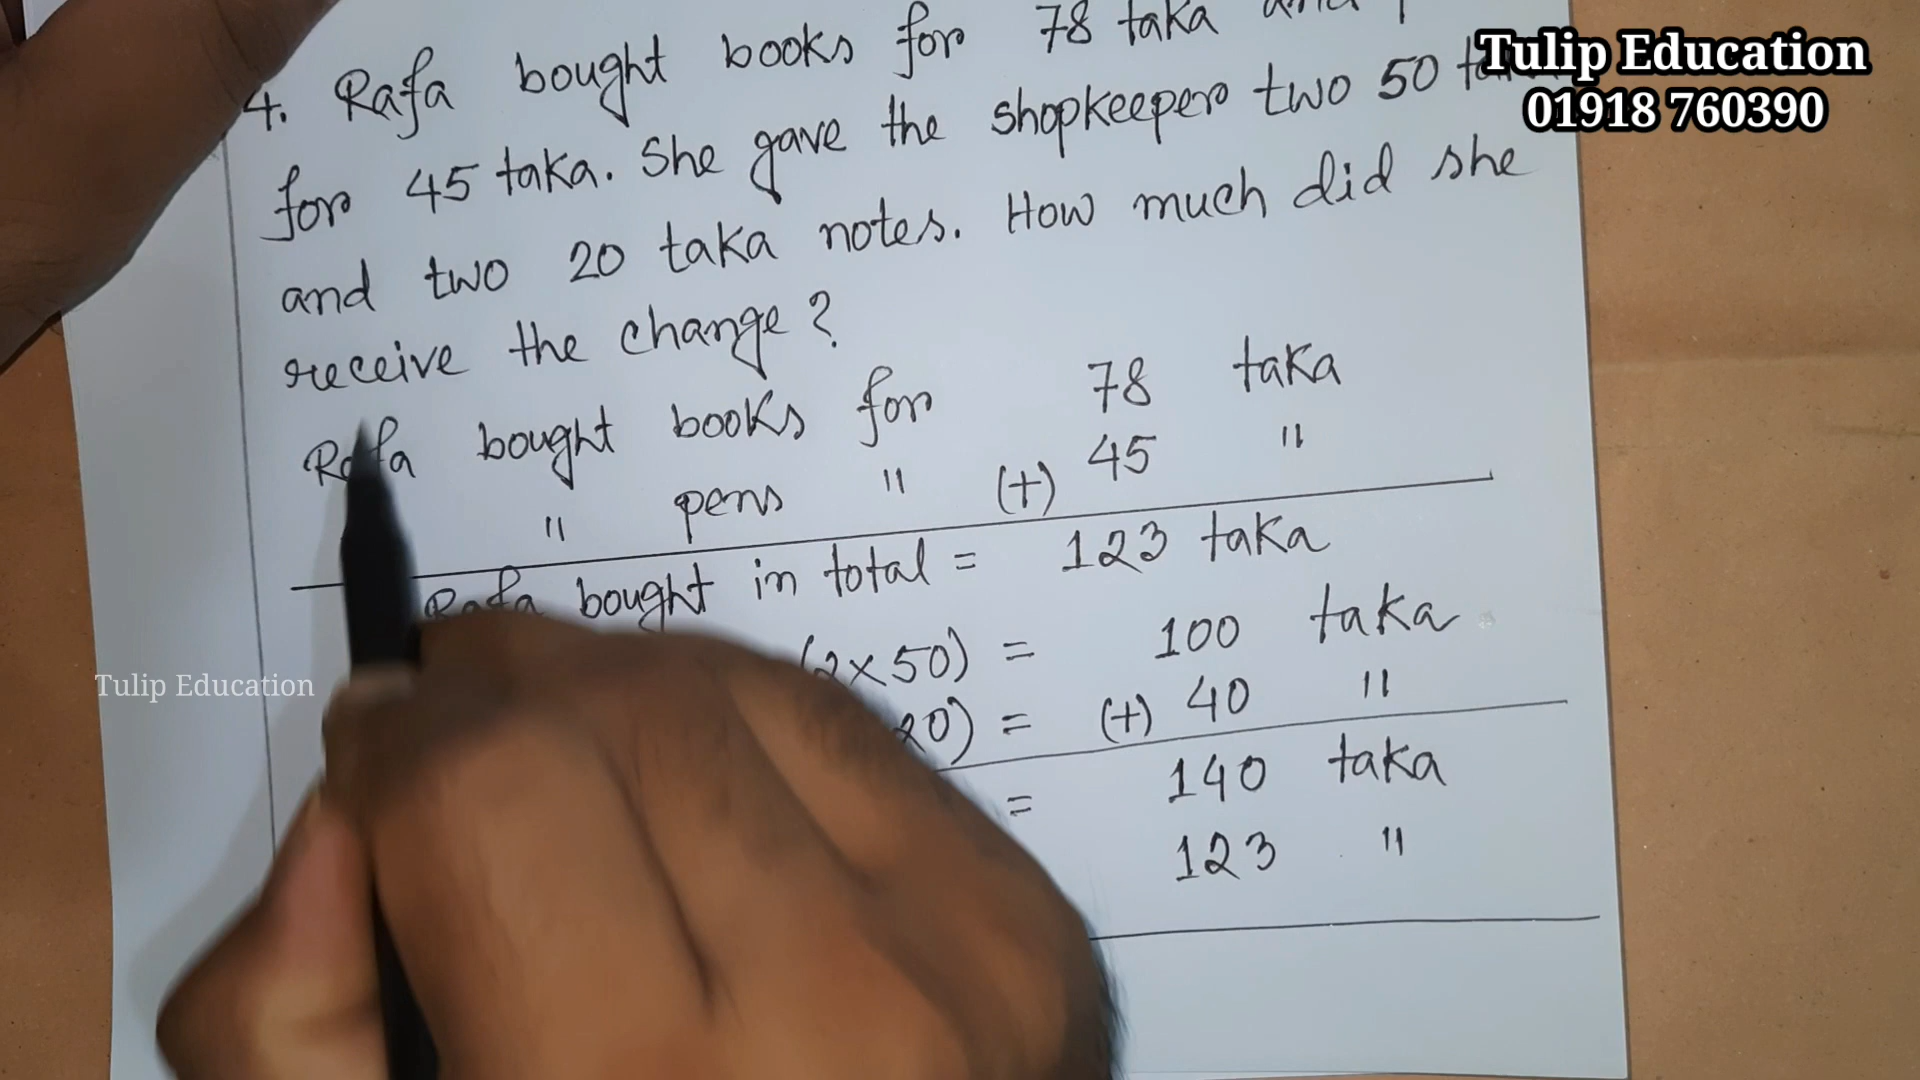 4. Rafa bought books for 78 taka and
Tulip Education
01918 760390
for 45 taka. She gave the shopkeeper two 50
and two 20 taka notes. How much did she
receive the change?
Rafa bought books for 78 taka
" pens " (+) 45 "
Rafa bought in total = 123 taka
(2×50) = 100 taka
20) = (+) 40 "
= 140 taka
123 "
Tulip Education